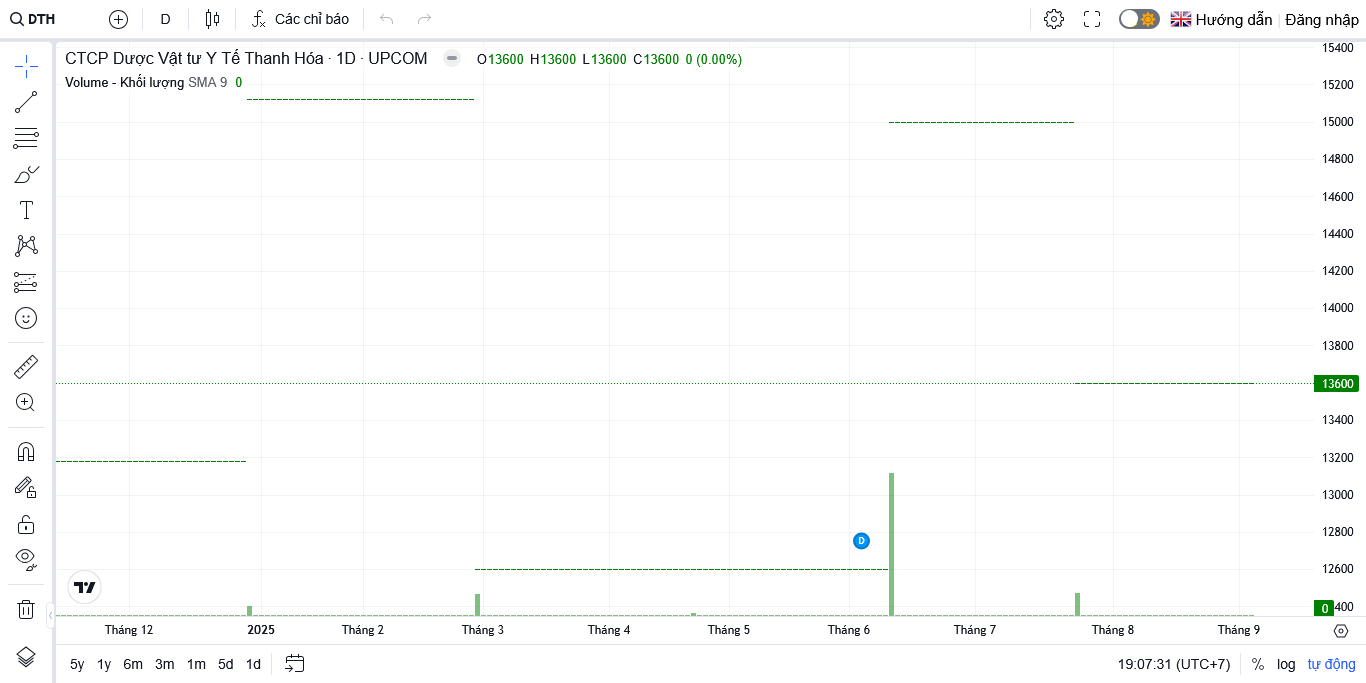 DTH D Các chỉ báo Hướng dẫn Đăng nhập
CTCP Dược Vật tư Y Tế Thanh Hóa · 1D · UPCOM O13600 H13600 L13600 C13600 0 (0.00%)
Volume - Khối lượng SMA 9 0
15400
15200
15000
14800
14600
14400
14200
14000
13800
13600
13400
13200
13000
12800
D
12600
0 400
Tháng 12 2025 Tháng 2 Tháng 3 Tháng 4 Tháng 5 Tháng 6 Tháng 7 Tháng 8 Tháng 9
5y 1y 6m 3m 1m 5d 1d 19:07:31 (UTC+7) % log tự động